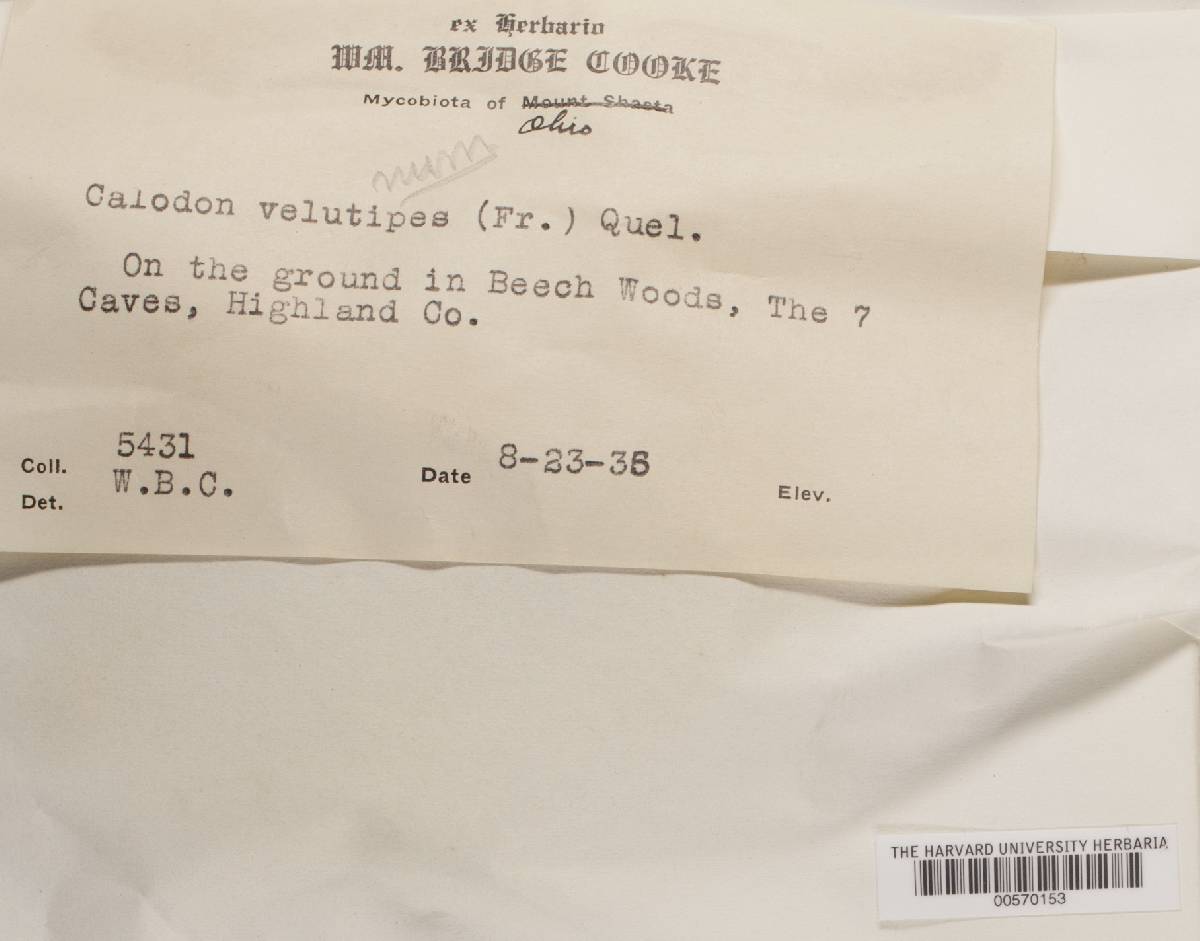 ex Herbario
WM. BRIDGE COOKE
Mycobiota of Mount Shasta
Ohio
num
Calodon velutipes (Fr.) Quel.
On the ground in Beech Woods, The 7
Caves, Highland Co.
Coll. 5431
W.B.C.
Det.
Date 8-23-35
Elev.
THE HARVARD UNIVERSITY HERBARIA
00570153